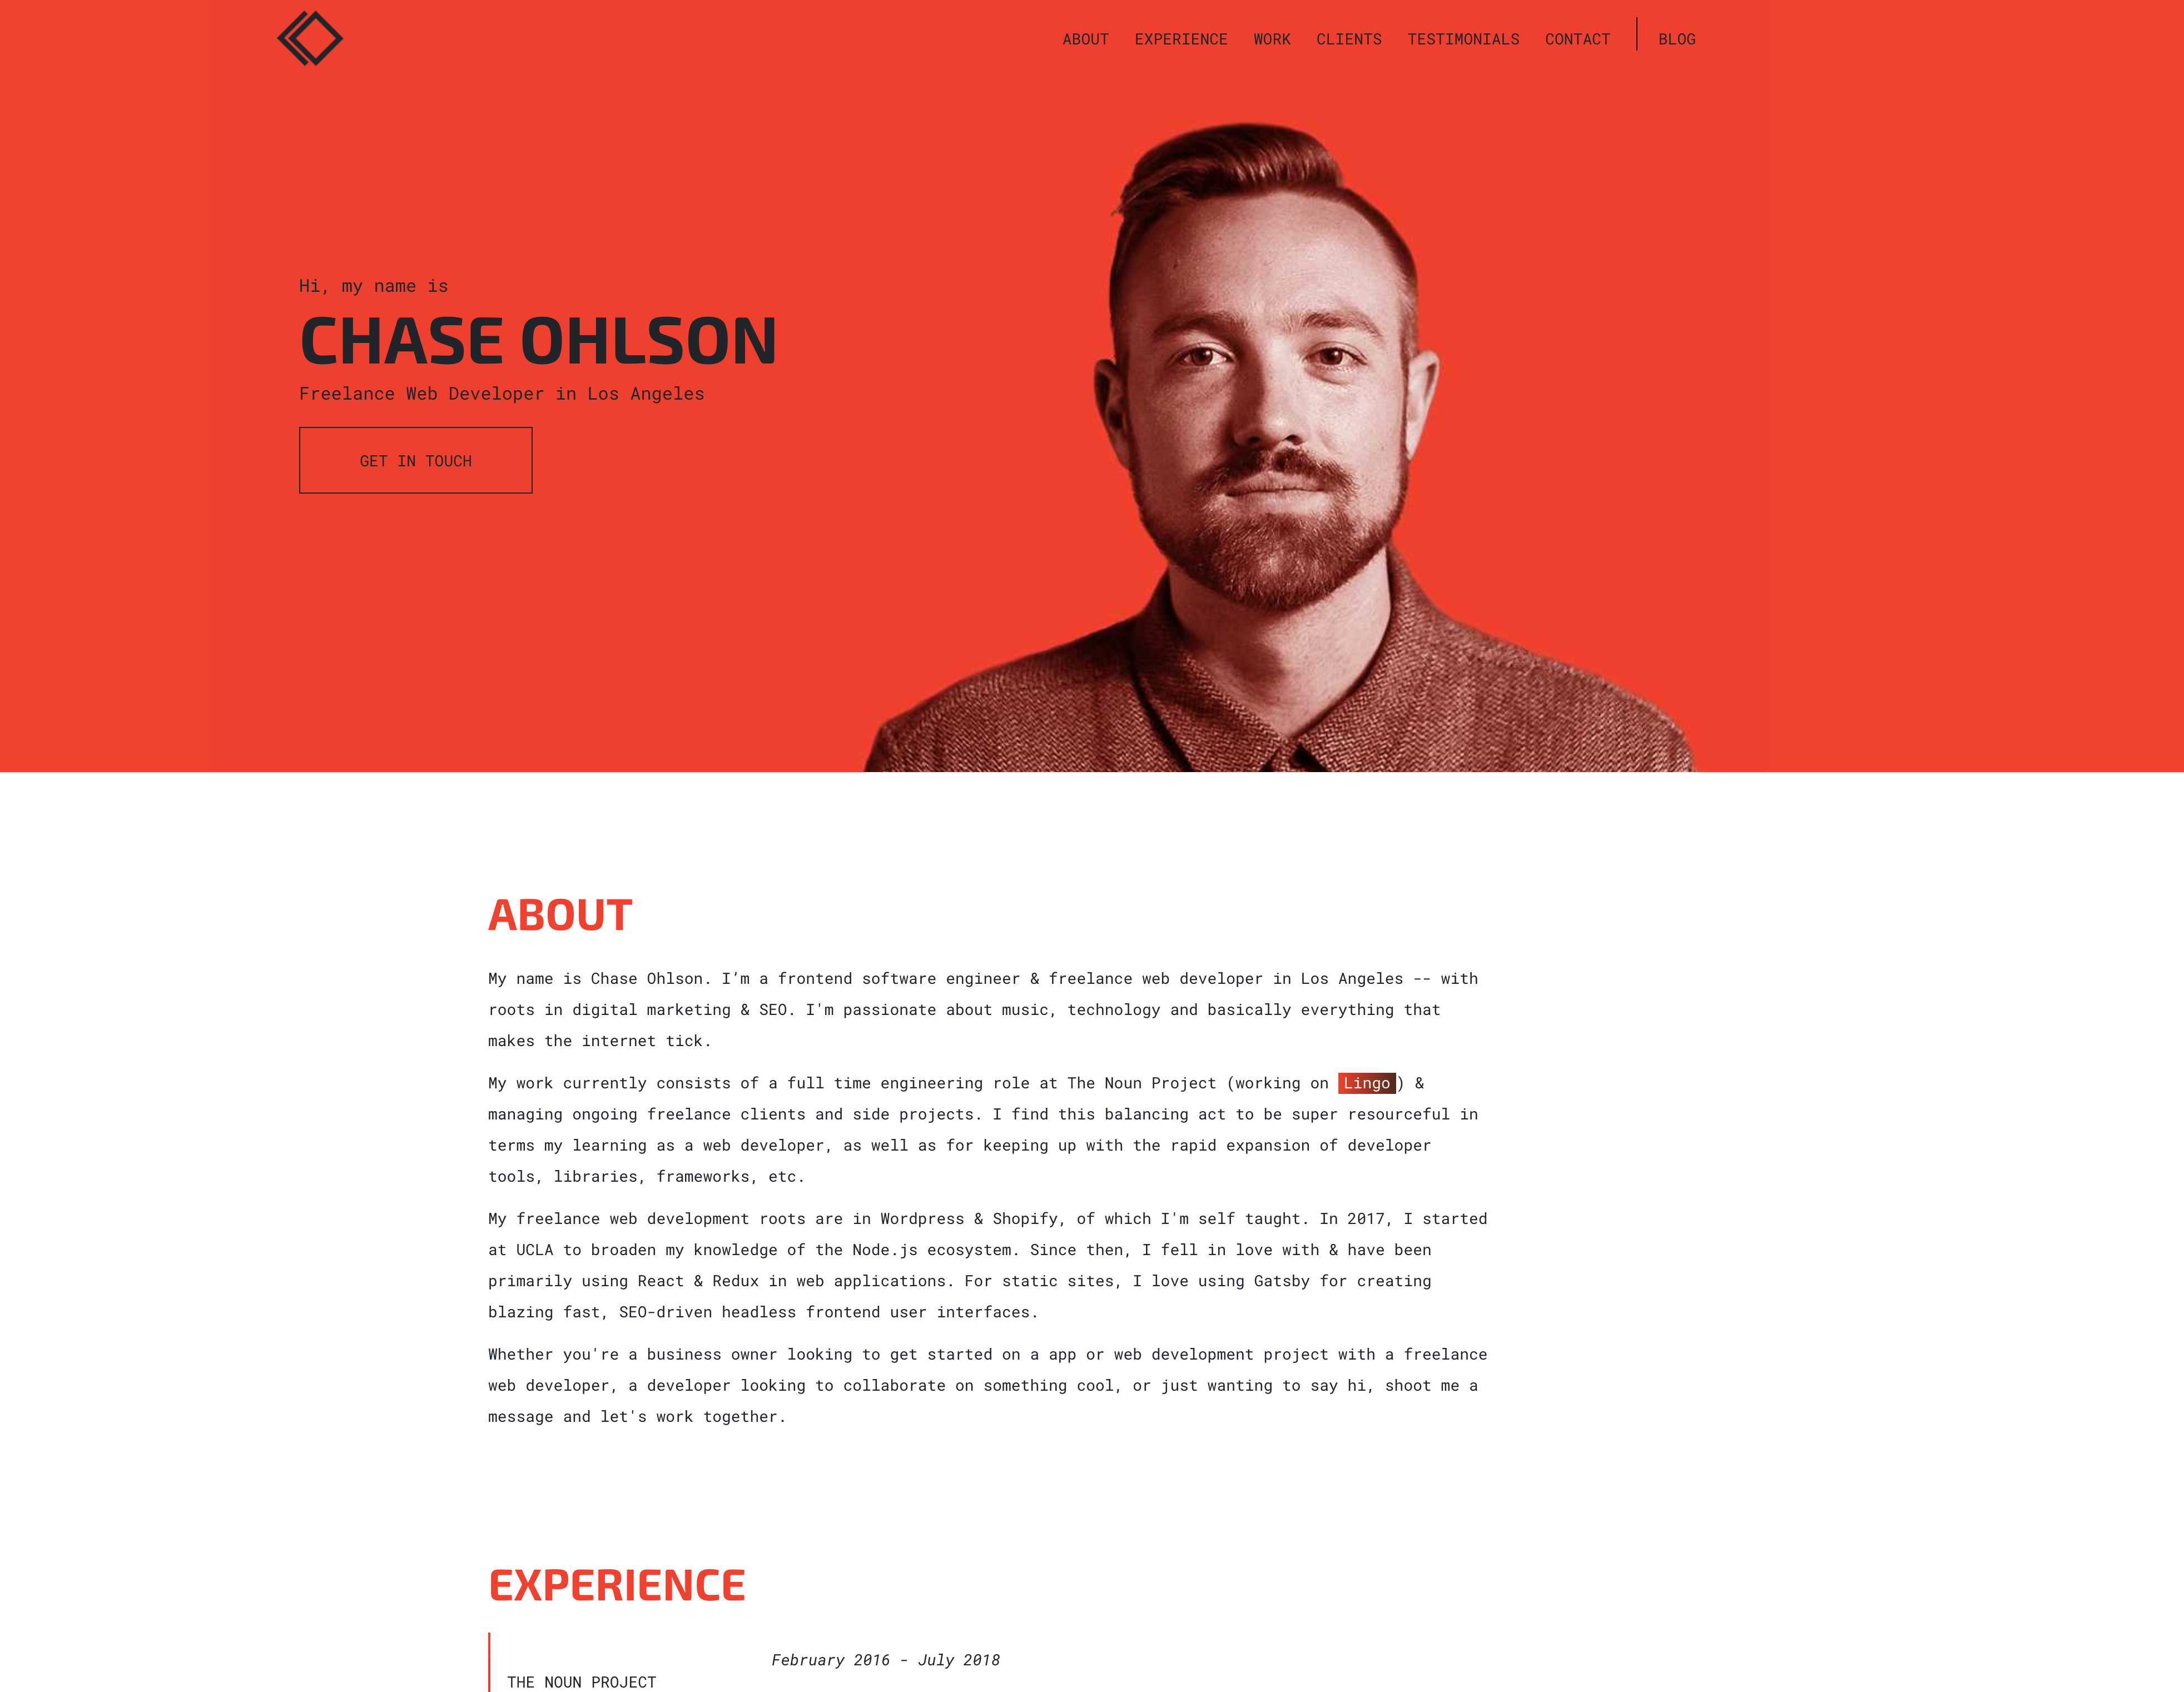 ABOUT EXPERIENCE WORK CLIENTS TESTIMONIALS CONTACT BLOG
Hi, my name is
CHASE OHLSON
Freelance Web Developer in Los Angeles
GET IN TOUCH
ABOUT
My name is Chase Ohlson. I’m a frontend software engineer & freelance web developer in Los Angeles -- with
roots in digital marketing & SEO. I'm passionate about music, technology and basically everything that
makes the internet tick.
My work currently consists of a full time engineering role at The Noun Project (working on Lingo) &
managing ongoing freelance clients and side projects. I find this balancing act to be super resourceful in
terms my learning as a web developer, as well as for keeping up with the rapid expansion of developer
tools, libraries, frameworks, etc.
My freelance web development roots are in Wordpress & Shopify, of which I'm self taught. In 2017, I started
at UCLA to broaden my knowledge of the Node.js ecosystem. Since then, I fell in love with & have been
primarily using React & Redux in web applications. For static sites, I love using Gatsby for creating
blazing fast, SEO-driven headless frontend user interfaces.
Whether you're a business owner looking to get started on a app or web development project with a freelance
web developer, a developer looking to collaborate on something cool, or just wanting to say hi, shoot me a
message and let's work together.
EXPERIENCE
February 2016 - July 2018
THE NOUN PROJECT